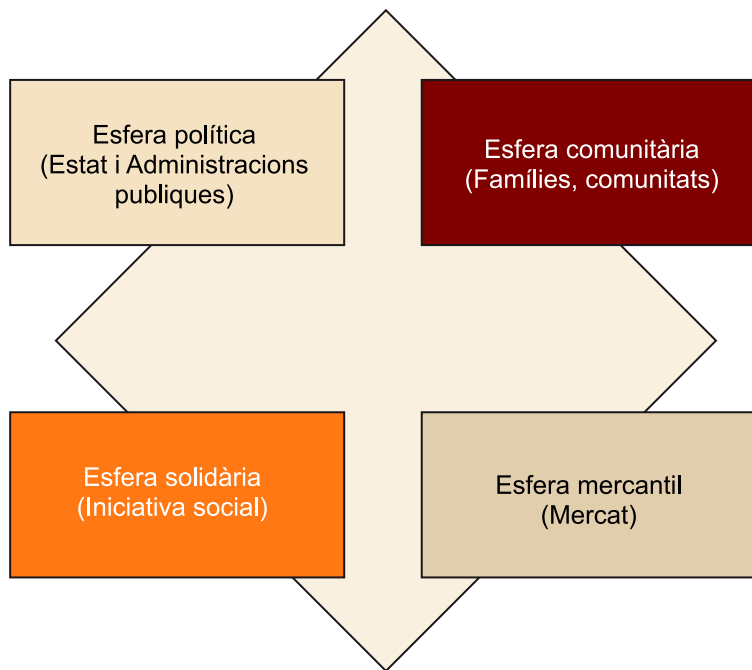 Esfera política
(Estat i Administracions
publiques)
Esfera comunitària
(Famílies, comunitats)
Esfera solidària
(Iniciativa social)
Esfera mercantil
(Mercat)